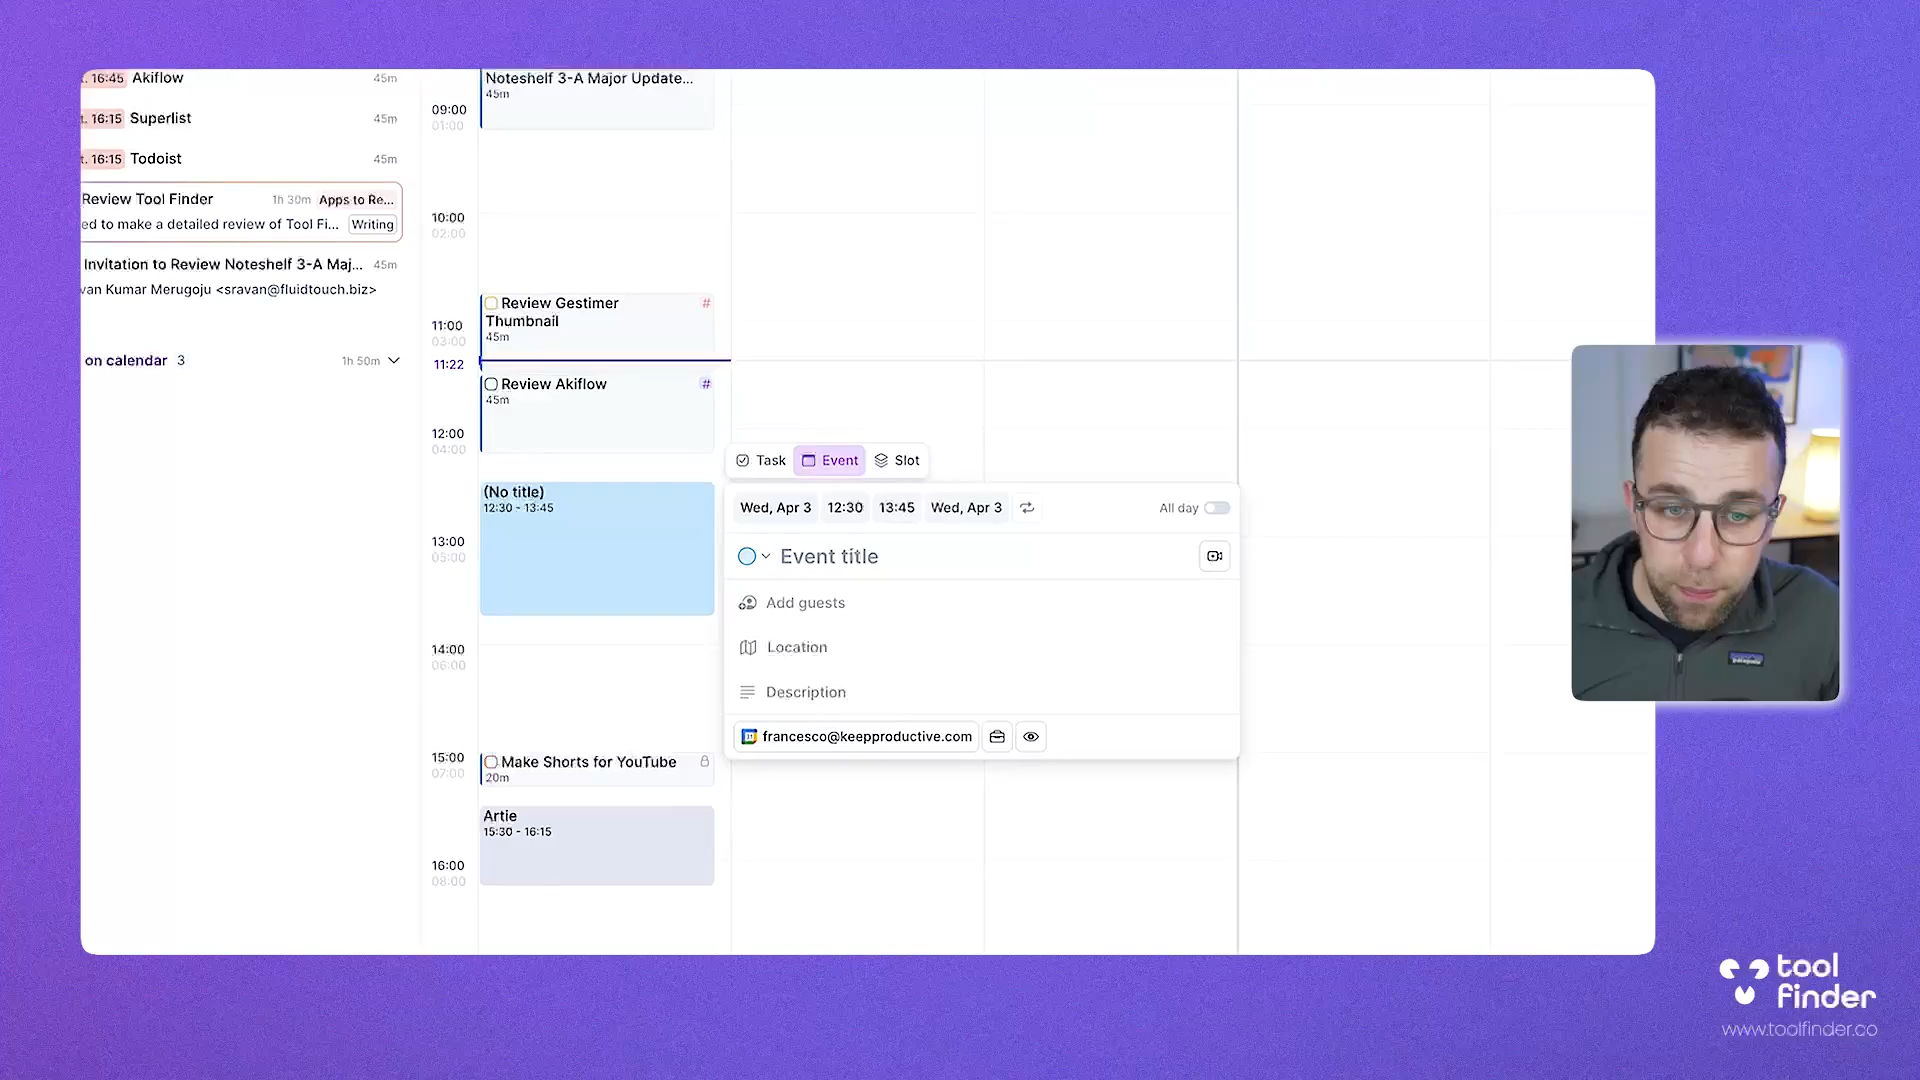 . 16:45 Akiflow 45m
t. 16:15 Superlist 45m
t. 16:15 Todoist 45m
Review Tool Finder 1h 30m Apps to Re...
ed to make a detailed review of Tool Fi... Writing
Invitation to Review Noteshelf 3-A Maj... 45m
van Kumar Merugoju <sravan@fluidtouch.biz>
on calendar 3 1h 50m
09:00
01:00
10:00
02:00
11:00
03:00
11:22
12:00
04:00
13:00
05:00
14:00
06:00
15:00
07:00
16:00
08:00
Noteshelf 3-A Major Update...
45m
Review Gestimer #
Thumbnail
45m
Review Akiflow #
45m
(No title)
12:30 - 13:45
Make Shorts for YouTube
20m
Artie
15:30 - 16:15
Task Event Slot
Wed, Apr 3 12:30 13:45 Wed, Apr 3 All day
Event title
Add guests
Location
Description
31 francesco@keepproductive.com
patagonia
tool
finder
www.toolfinder.co